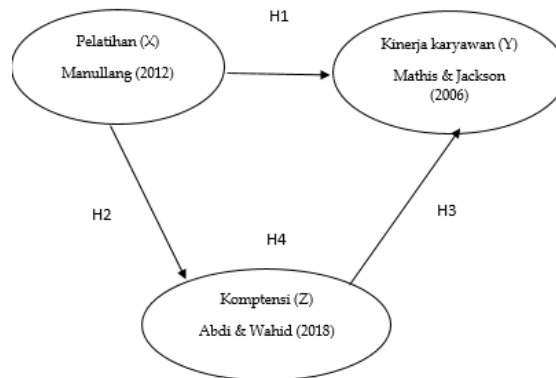 H1
Pelatihan (X)
Manullang (2012)
Kinerja karyawan (Y)
Mathis & Jackson
(2006)
H2
H3
H4
Komptensi (Z)
Abdi & Wahid (2018)